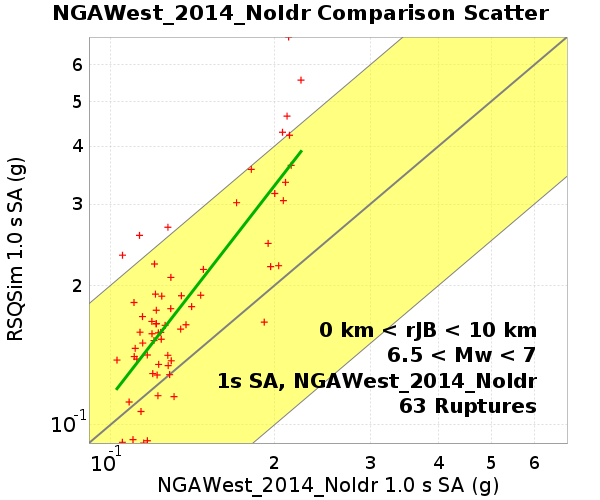 NGAWest_2014_NoIdr Comparison Scatter
RSQSim 1.0 s SA (g)
6
5
4
3
2
10-1
0 km < rJB < 10 km
6.5 < Mw < 7
1s SA, NGAWest_2014_NoIdr
63 Ruptures
10-1 2 3 4 5 6
NGAWest_2014_NoIdr 1.0 s SA (g)